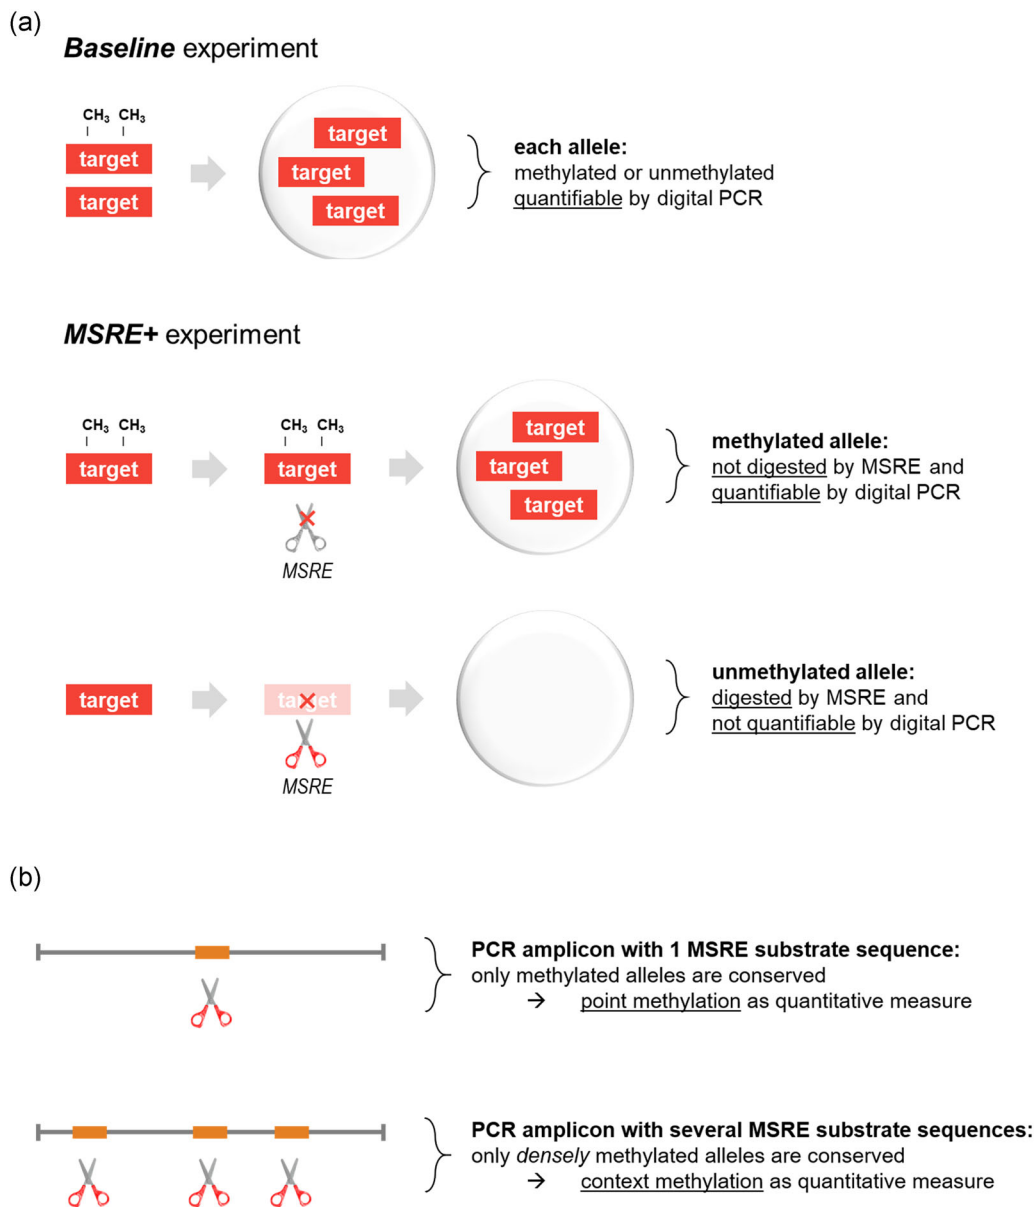 (a)
Baseline experiment
CH3 CH3
target
target
target
target
target
each allele:
methylated or unmethylated
quantifiable by digital PCR
MSRE+ experiment
CH3 CH3
target
CH3 CH3
target
MSRE
target
target
target
methylated allele:
not digested by MSRE and
quantifiable by digital PCR
target
target
MSRE
unmethylated allele:
digested by MSRE and
not quantifiable by digital PCR
(b)
PCR amplicon with 1 MSRE substrate sequence:
only methylated alleles are conserved
→ point methylation as quantitative measure
PCR amplicon with several MSRE substrate sequences:
only densely methylated alleles are conserved
→ context methylation as quantitative measure